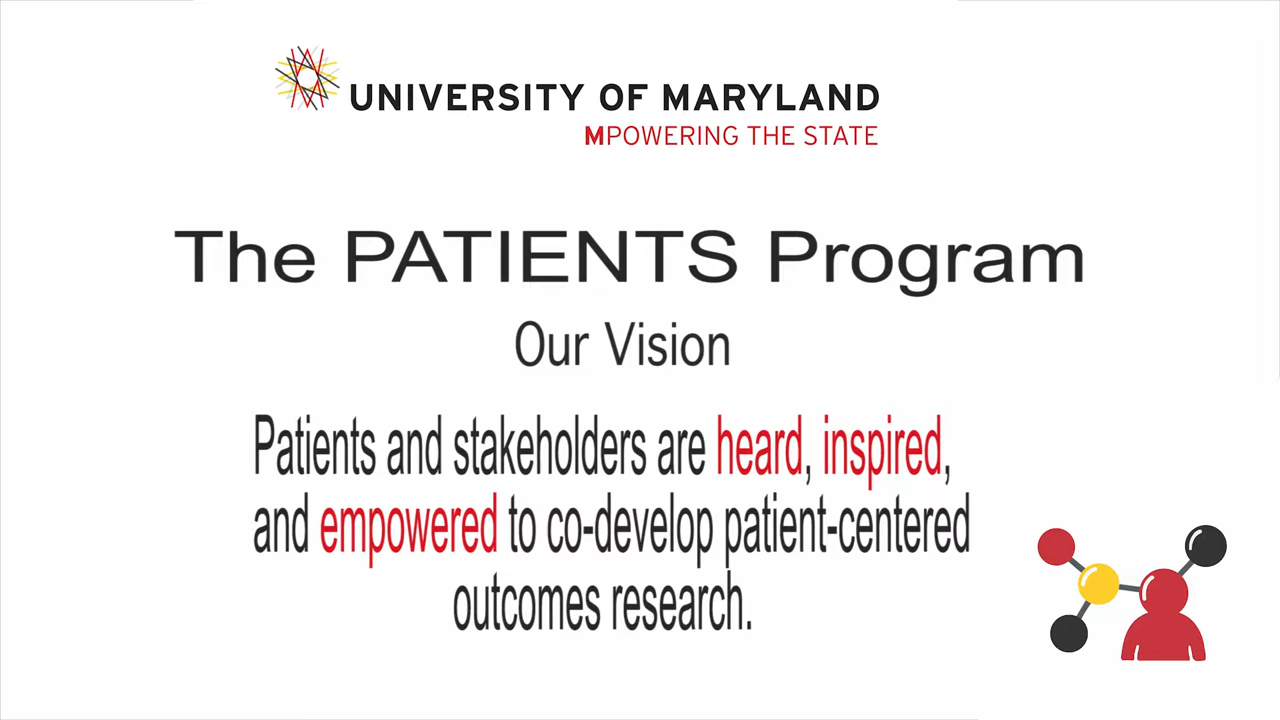 UNIVERSITY OF MARYLAND
MPOWERING THE STATE
The PATIENTS Program
Our Vision
Patients and stakeholders are heard, inspired,
and empowered to co-develop patient-centered
outcomes research.